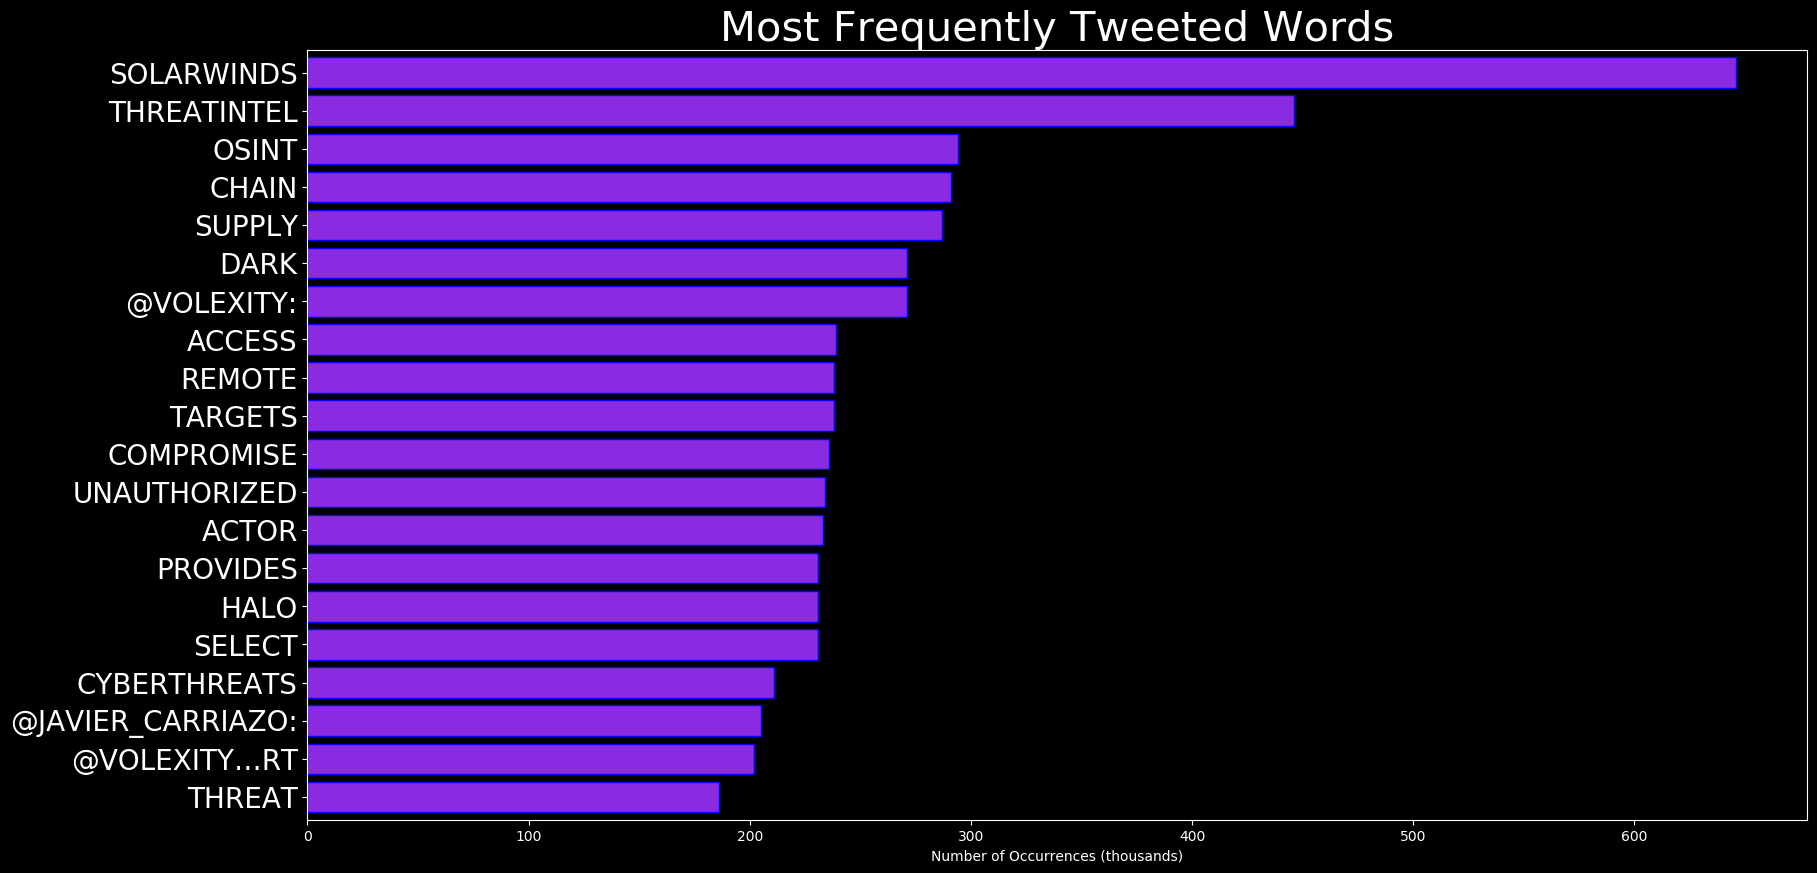 Most Frequently Tweeted Words
SOLARWINDS
THREATINTEL
OSINT
CHAIN
SUPPLY
DARK
@VOLEXITY:
ACCESS
REMOTE
TARGETS
COMPROMISE
UNAUTHORIZED
ACTOR
PROVIDES
HALO
SELECT
CYBERTHREATS
@JAVIER_CARRIAZO:
@VOLEXITY…RT
THREAT
0 100 200 300 400 500 600
Number of Occurrences (thousands)